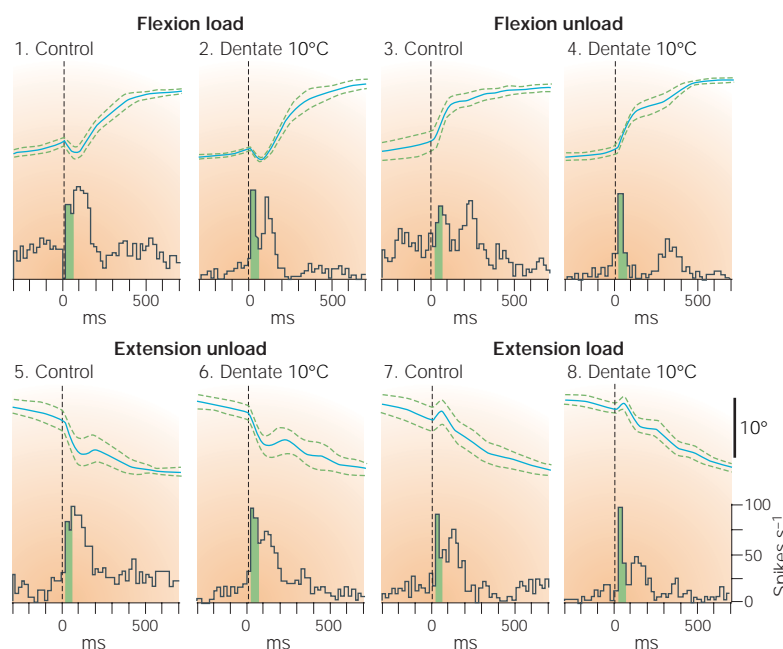 Flexion load Flexion unload
1. Control 2. Dentate 10°C 3. Control 4. Dentate 10°C
0 500 0 500 0 500 0 500
ms ms ms ms
Extension unload Extension load
5. Control 6. Dentate 10°C 7. Control 8. Dentate 10°C
10°
100
50
0
Spikes s⁻¹
0 500 0 500 0 500 0 500
ms ms ms ms